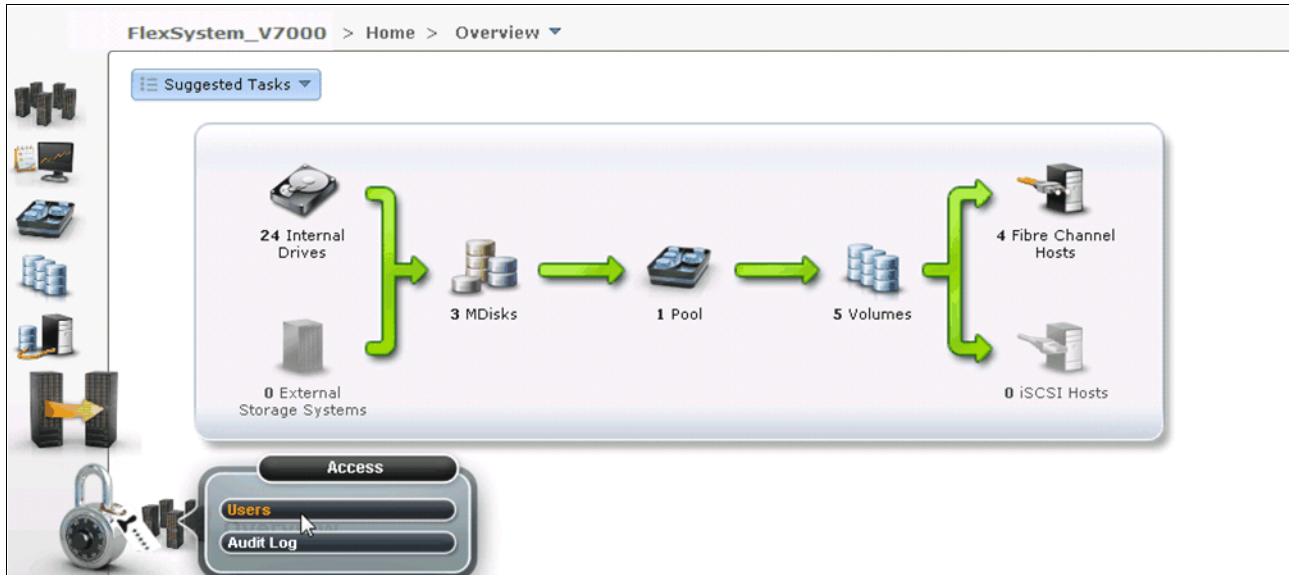 FlexSystem_V7000 > Home > Overview
Suggested Tasks
24 Internal
Drives
0 External
Storage Systems
3 MDisks
1 Pool
5 Volumes
4 Fibre Channel
Hosts
0 iSCSI Hosts
Access
Users
Audit Log